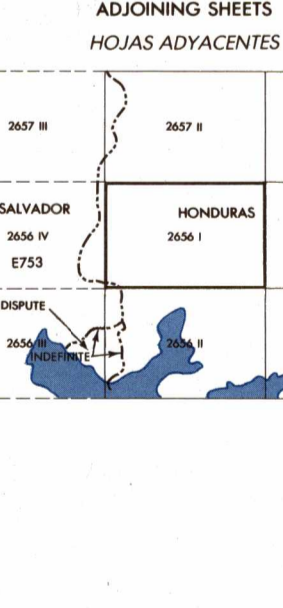 ADJOINING SHEETS
HOJAS ADYACENTES
2657 III
2657 II
SALVADOR
2656 IV
E753
HONDURAS
2656 I
DISPUTE
2656 III
INDEFINITE
2656 II